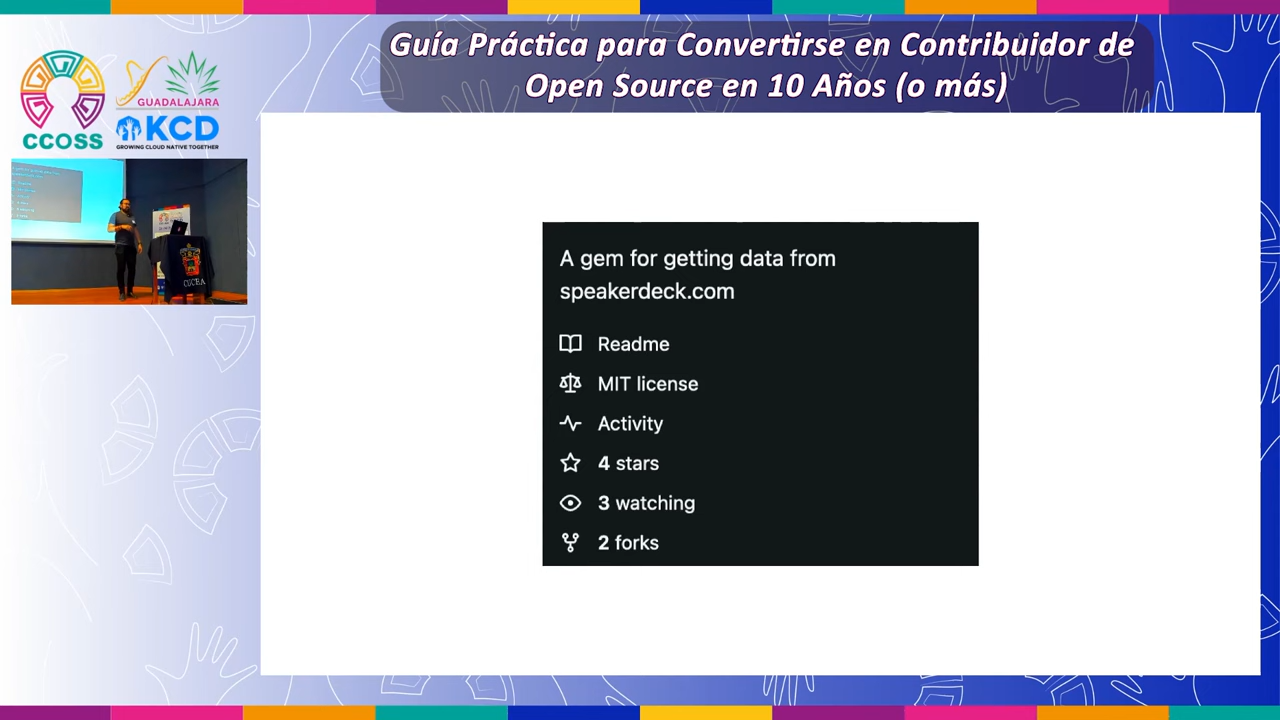 Guía Práctica para Convertirse en Contribuidor de
Open Source en 10 Años (o más)
CCOSS
GUADALAJARA
KCD
GROWING CLOUD NATIVE TOGETHER
CUCEA
A gem for getting data from
speakerdeck.com
Readme
MIT license
Activity
4 stars
3 watching
2 forks